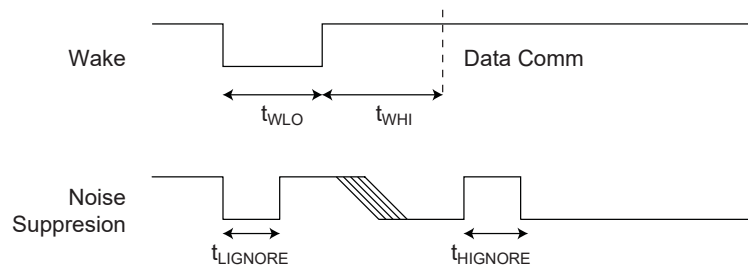 Wake
Data Comm
tWLO
tWHI
Noise
Suppresion
tLIGNORE
tHIGNORE